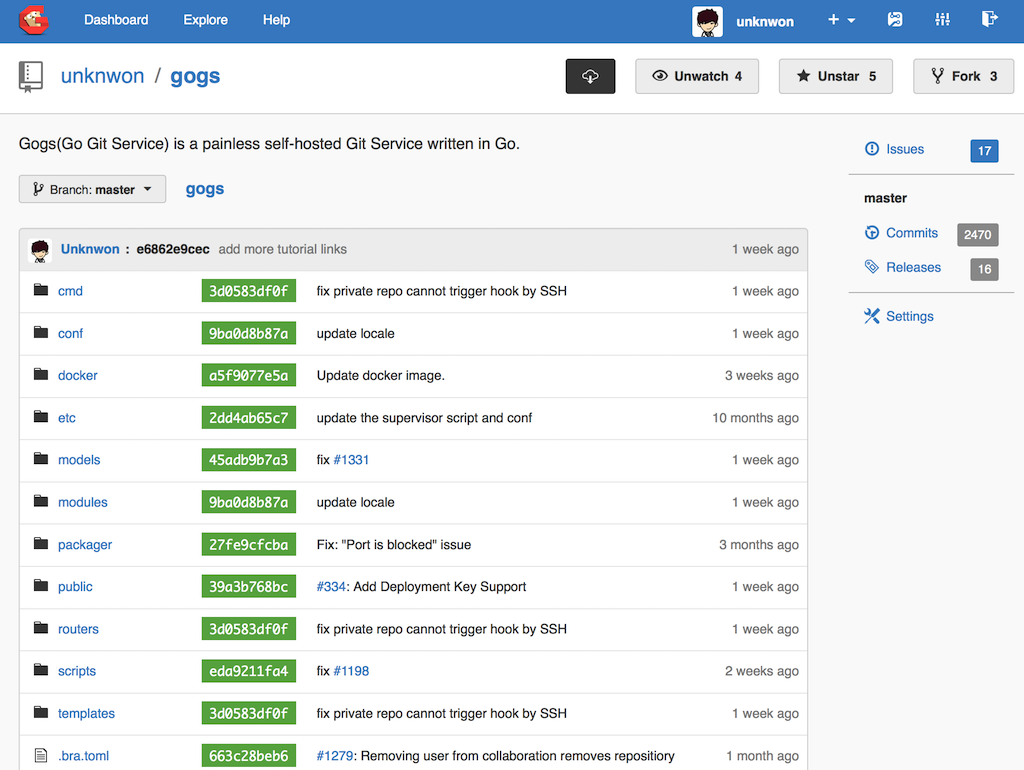 Dashboard Explore Help unknwon
unknwon / gogs Unwatch 4 Unstar 5 Fork 3
Gogs(Go Git Service) is a painless self-hosted Git Service written in Go.
Branch: master gogs
Unknwon : e6862e9cec add more tutorial links 1 week ago
cmd 3d0583df0f fix private repo cannot trigger hook by SSH 1 week ago
conf 9ba0d8b87a update locale 1 week ago
docker a5f9077e5a Update docker image. 3 weeks ago
etc 2dd4ab65c7 update the supervisor script and conf 10 months ago
models 45adb9b7a3 fix #1331 1 week ago
modules 9ba0d8b87a update locale 1 week ago
packager 27fe9cfcba Fix: "Port is blocked" issue 3 months ago
public 39a3b768bc #334: Add Deployment Key Support 1 week ago
routers 3d0583df0f fix private repo cannot trigger hook by SSH 1 week ago
scripts eda9211fa4 fix #1198 2 weeks ago
templates 3d0583df0f fix private repo cannot trigger hook by SSH 1 week ago
.bra.toml 663c28beb6 #1279: Removing user from collaboration removes repositiory 1 month ago
Issues 17
master
Commits 2470
Releases 16
Settings